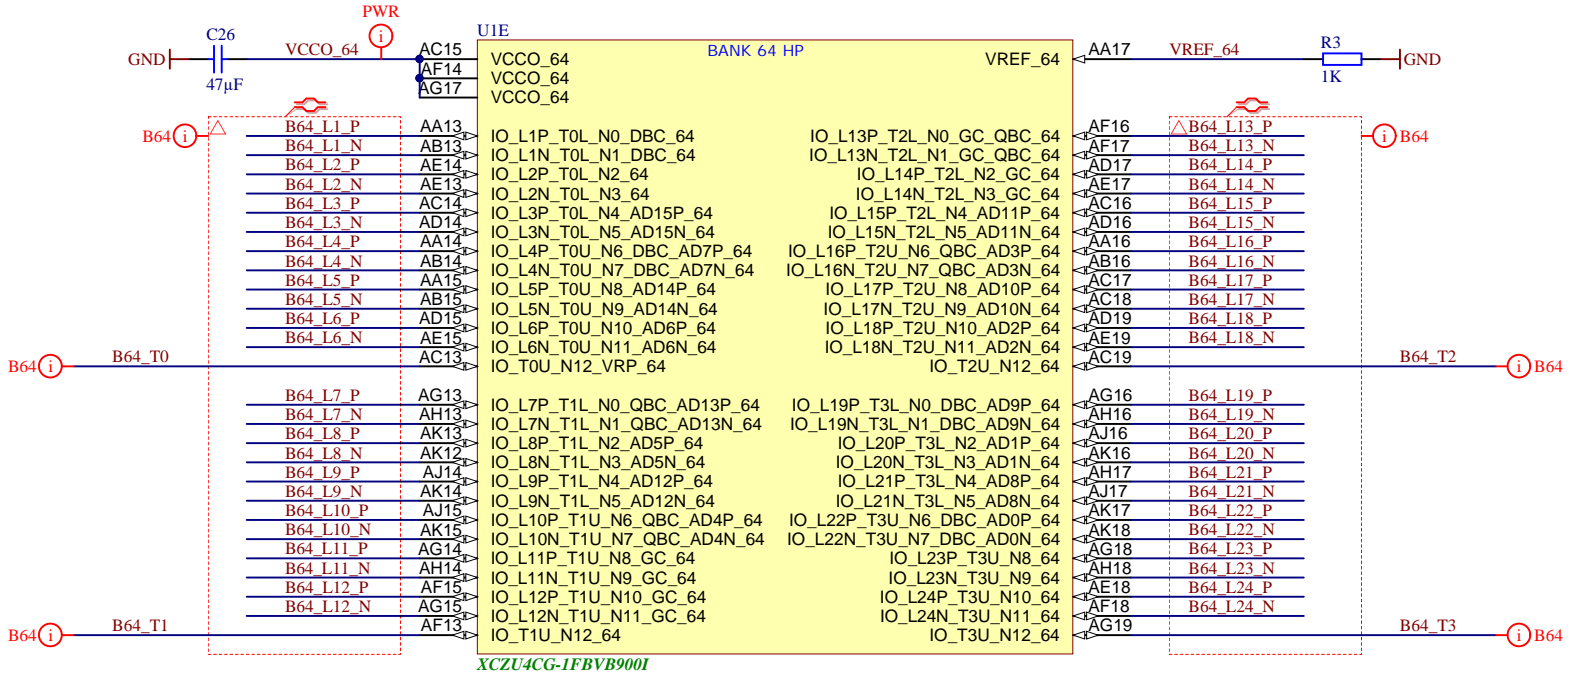 PWR
C26
VCCO_64
GND
47µF
U1E
BANK 64 HP
AC15 VCCO_64
AF14 VCCO_64
AG17 VCCO_64
VREF_64 AA17 VREF_64
R3
1K
GND
B64 i
B64_L1_P AA13 IO_L1P_T0L_N0_DBC_64
B64_L1_N AB13 IO_L1N_T0L_N1_DBC_64
B64_L2_P AE14 IO_L2P_T0L_N2_64
B64_L2_N AE13 IO_L2N_T0L_N3_64
B64_L3_P AC14 IO_L3P_T0L_N4_AD15P_64
B64_L3_N AD14 IO_L3N_T0L_N5_AD15N_64
B64_L4_P AA14 IO_L4P_T0U_N6_DBC_AD7P_64
B64_L4_N AB14 IO_L4N_T0U_N7_DBC_AD7N_64
B64_L5_P AA15 IO_L5P_T0U_N8_AD14P_64
B64_L5_N AB15 IO_L5N_T0U_N9_AD14N_64
B64_L6_P AD15 IO_L6P_T0U_N10_AD6P_64
B64_L6_N AE15 IO_L6N_T0U_N11_AD6N_64
B64 i B64_T0 AC13 IO_T0U_N12_VRP_64
B64_L7_P AG13 IO_L7P_T1L_N0_QBC_AD13P_64
B64_L7_N AH13 IO_L7N_T1L_N1_QBC_AD13N_64
B64_L8_P AK13 IO_L8P_T1L_N2_AD5P_64
B64_L8_N AK12 IO_L8N_T1L_N3_AD5N_64
B64_L9_P AJ14 IO_L9P_T1L_N4_AD12P_64
B64_L9_N AK14 IO_L9N_T1L_N5_AD12N_64
B64_L10_P AJ15 IO_L10P_T1U_N6_QBC_AD4P_64
B64_L10_N AK15 IO_L10N_T1U_N7_QBC_AD4N_64
B64_L11_P AG14 IO_L11P_T1U_N8_GC_64
B64_L11_N AH14 IO_L11N_T1U_N9_GC_64
B64_L12_P AF15 IO_L12P_T1U_N10_GC_64
B64_L12_N AG15 IO_L12N_T1U_N11_GC_64
B64 i B64_T1 AF13 IO_T1U_N12_64
IO_L13P_T2L_N0_GC_QBC_64 AF16 B64_L13_P i B64
IO_L13N_T2L_N1_GC_QBC_64 AF17 B64_L13_N
IO_L14P_T2L_N2_GC_64 AD17 B64_L14_P
IO_L14N_T2L_N3_GC_64 AE17 B64_L14_N
IO_L15P_T2L_N4_AD11P_64 AC16 B64_L15_P
IO_L15N_T2L_N5_AD11N_64 AD16 B64_L15_N
IO_L16P_T2U_N6_QBC_AD3P_64 AA16 B64_L16_P
IO_L16N_T2U_N7_QBC_AD3N_64 AB16 B64_L16_N
IO_L17P_T2U_N8_AD10P_64 AC17 B64_L17_P
IO_L17N_T2U_N9_AD10N_64 AC18 B64_L17_N
IO_L18P_T2U_N10_AD2P_64 AD19 B64_L18_P
IO_L18N_T2U_N11_AD2N_64 AE19 B64_L18_N
IO_T2U_N12_64 AC19 B64_T2 i B64
IO_L19P_T3L_N0_DBC_AD9P_64 AG16 B64_L19_P
IO_L19N_T3L_N1_DBC_AD9N_64 AH16 B64_L19_N
IO_L20P_T3L_N2_AD1P_64 AJ16 B64_L20_P
IO_L20N_T3L_N3_AD1N_64 AK16 B64_L20_N
IO_L21P_T3L_N4_AD8P_64 AH17 B64_L21_P
IO_L21N_T3L_N5_AD8N_64 AJ17 B64_L21_N
IO_L22P_T3U_N6_DBC_AD0P_64 AK17 B64_L22_P
IO_L22N_T3U_N7_DBC_AD0N_64 AK18 B64_L22_N
IO_L23P_T3U_N8_64 AG18 B64_L23_P
IO_L23N_T3U_N9_64 AH18 B64_L23_N
IO_L24P_T3U_N10_64 AE18 B64_L24_P
IO_L24N_T3U_N11_64 AF18 B64_L24_N
IO_T3U_N12_64 AG19 B64_T3 i B64
XCZU4CG-1FBVB900I